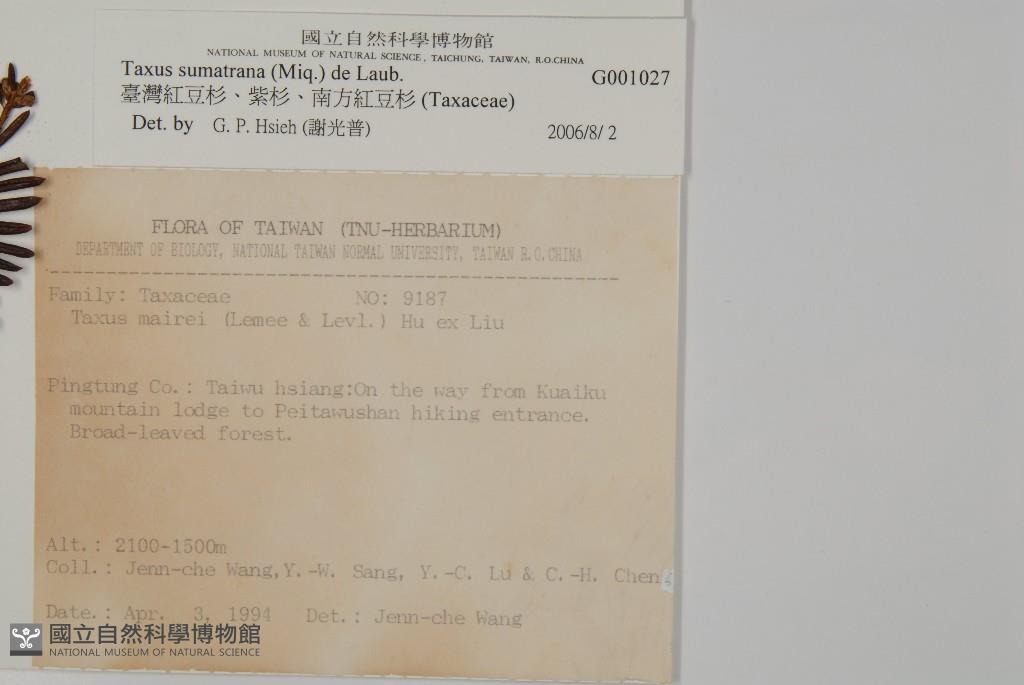 國立自然科學博物館
NATIONAL MUSEUM OF NATURAL SCIENCE, TAICHUNG, TAIWAN, R.O.CHINA
Taxus sumatrana (Miq.) de Laub. G001027
臺灣紅豆杉、紫杉、南方紅豆杉 (Taxaceae)
Det. by G. P. Hsieh (謝光普) 2006/8/ 2
FLORA OF TAIWAN (TNU-HERBARIUM)
DEPARTMENT OF BIOLOGY, NATIONAL TAIWAN NORMAL UNIVERSITY, TAIWAN R.O.CHINA
Family: Taxaceae NO: 9187
Taxus mairei (Lemee & Levl.) Hu ex Liu
Pingtung Co.: Taiwu hsiang:On the way from Kuaiku
mountain lodge to Peitawushan hiking entrance.
Broad-leaved forest.
Alt.: 2100-1500m
Coll.: Jenn-che Wang,Y.-W. Sang, Y.-C. Lu & C.-H. Chen
Date.: Apr. 3, 1994 Det.: Jenn-che Wang
國立自然科學博物館
NATIONAL MUSEUM OF NATURAL SCIENCE